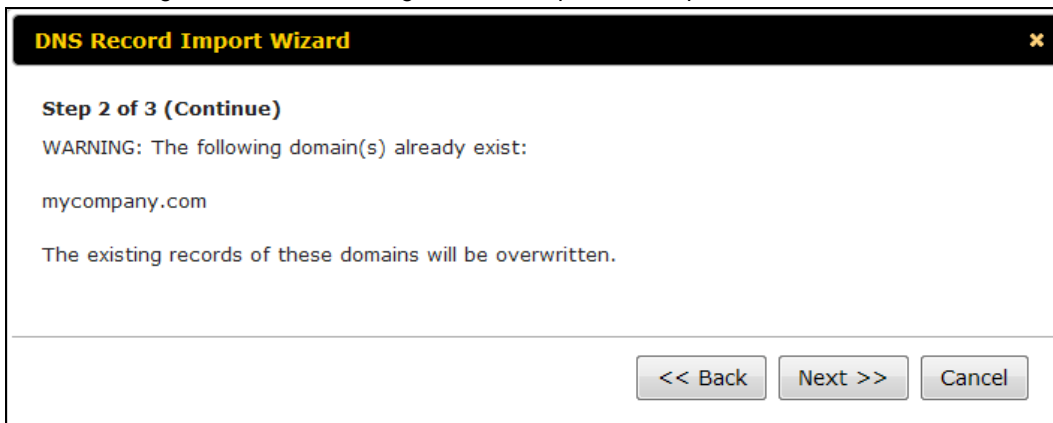 DNS Record Import Wizard
Step 2 of 3 (Continue)
WARNING: The following domain(s) already exist:
mycompany.com
The existing records of these domains will be overwritten.
<< Back Next >> Cancel